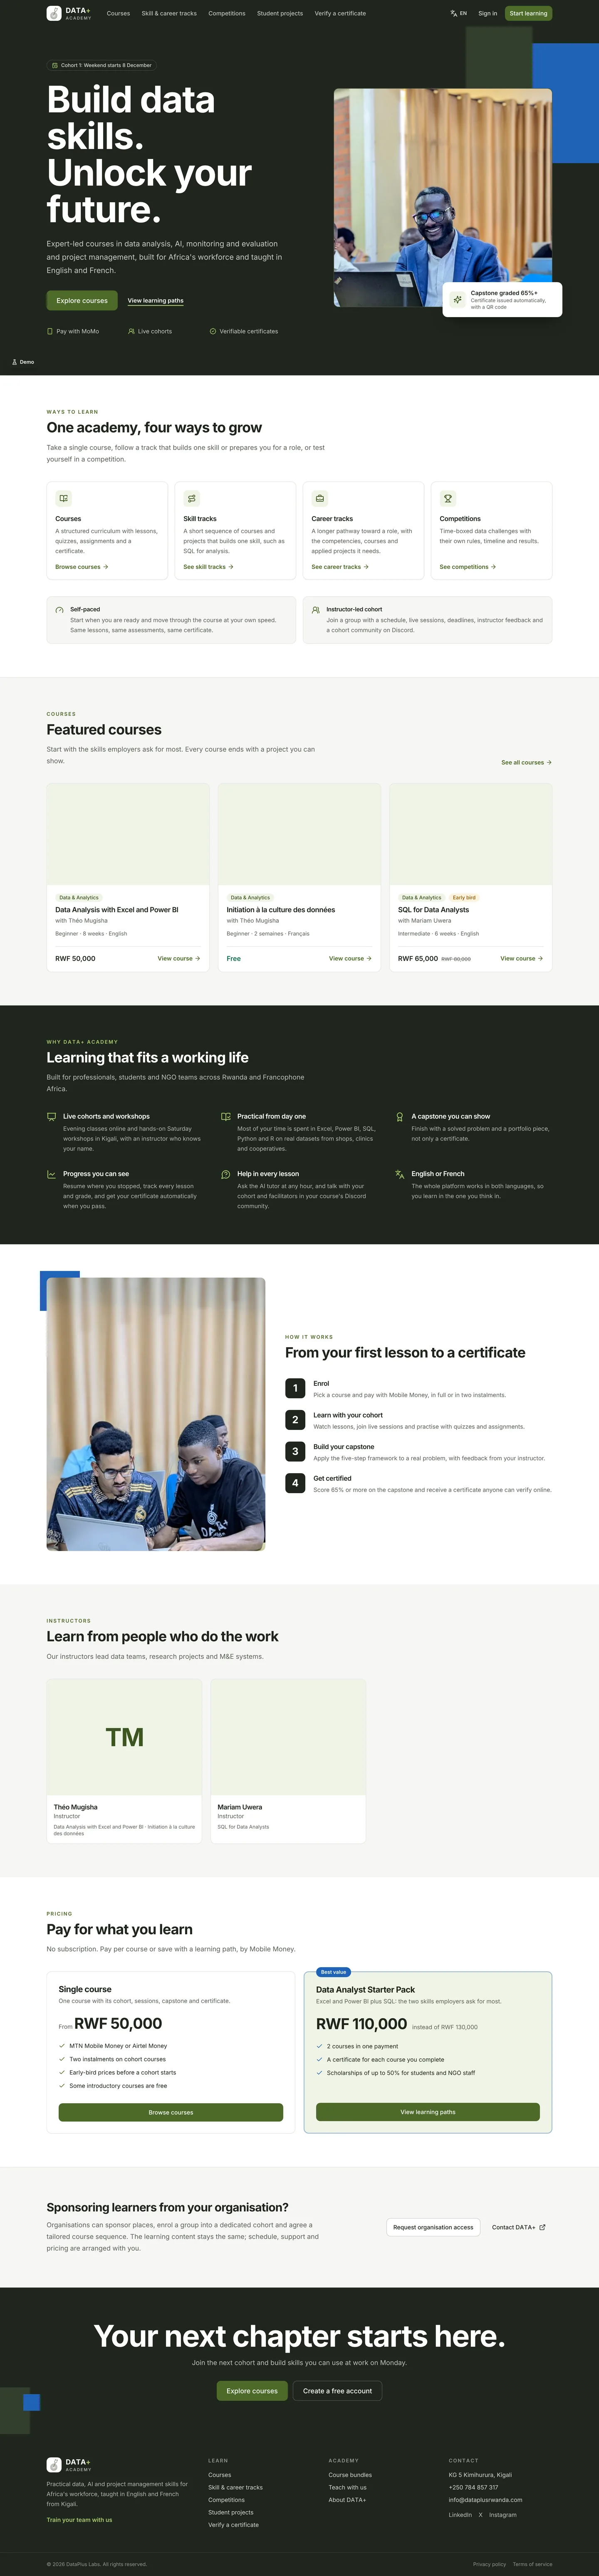 DATA+
ACADEMY
Courses
Skill & career tracks
Competitions
Student projects
Verify a certificate
EN
Sign in
Start learning
Cohort 1: Weekend starts 8 December
Build data
skills.
Unlock your
future.
Expert-led courses in data analysis, AI, monitoring and evaluation
and project management, built for Africa's workforce and taught in
English and French.
Explore courses
View learning paths
Pay with MoMo
Live cohorts
Verifiable certificates
Capstone graded 65%+
Certificate issued automatically,
with a QR code
Demo
WAYS TO LEARN
One academy, four ways to grow
Take a single course, follow a track that builds one skill or prepares you for a role, or test
yourself in a competition.
Courses
A structured curriculum with lessons,
quizzes, assignments and a
certificate.
Browse courses
Skill tracks
A short sequence of courses and
projects that builds one skill, such as
SQL for analysis.
See skill tracks
Career tracks
A longer pathway toward a role, with
the competencies, courses and
applied projects it needs.
See career tracks
Competitions
Time-boxed data challenges with
their own rules, timeline and results.
See competitions
Self-paced
Start when you are ready and move through the course at your own speed.
Same lessons, same assessments, same certificate.
Instructor-led cohort
Join a group with a schedule, live sessions, deadlines, instructor feedback and
a cohort community on Discord.
COURSES
Featured courses
Start with the skills employers ask for most. Every course ends with a project you can
show.
See all courses
Data & Analytics
Data Analysis with Excel and Power BI
with Théo Mugisha
Beginner · 8 weeks · English
RWF 50,000
View course
Data & Analytics
Initiation à la culture des données
with Théo Mugisha
Beginner · 2 semaines · Français
Free
View course
Data & Analytics
Early bird
SQL for Data Analysts
with Mariam Uwera
Intermediate · 6 weeks · English
RWF 65,000 RWF 80,000
View course
WHY DATA+ ACADEMY
Learning that fits a working life
Built for professionals, students and NGO teams across Rwanda and Francophone
Africa.
Live cohorts and workshops
Evening classes online and hands-on Saturday
workshops in Kigali, with an instructor who knows
your name.
Practical from day one
Most of your time is spent in Excel, Power BI, SQL,
Python and R on real datasets from shops, clinics
and cooperatives.
A capstone you can show
Finish with a solved problem and a portfolio piece,
not only a certificate.
Progress you can see
Resume where you stopped, track every lesson
and grade, and get your certificate automatically
when you pass.
Help in every lesson
Ask the AI tutor at any hour, and talk with your
cohort and facilitators in your course's Discord
community.
English or French
The whole platform works in both languages, so
you learn in the one you think in.
HOW IT WORKS
From your first lesson to a certificate
1
Enrol
Pick a course and pay with Mobile Money, in full or in two instalments.
2
Learn with your cohort
Watch lessons, join live sessions and practise with quizzes and assignments.
3
Build your capstone
Apply the five-step framework to a real problem, with feedback from your instructor.
4
Get certified
Score 65% or more on the capstone and receive a certificate anyone can verify online.
INSTRUCTORS
Learn from people who do the work
Our instructors lead data teams, research projects and M&E systems.
TM
Théo Mugisha
Instructor
Data Analysis with Excel and Power BI · Initiation à la culture
des données
Mariam Uwera
Instructor
SQL for Data Analysts
PRICING
Pay for what you learn
No subscription. Pay per course or save with a learning path, by Mobile Money.
Single course
One course with its cohort, sessions, capstone and certificate.
From RWF 50,000
MTN Mobile Money or Airtel Money
Two instalments on cohort courses
Early-bird prices before a cohort starts
Some introductory courses are free
Browse courses
Best value
Data Analyst Starter Pack
Excel and Power BI plus SQL: the two skills employers ask for most.
RWF 110,000 instead of RWF 130,000
2 courses in one payment
A certificate for each course you complete
Scholarships of up to 50% for students and NGO staff
View learning paths
Sponsoring learners from your organisation?
Organisations can sponsor places, enrol a group into a dedicated cohort and agree a
tailored course sequence. The learning content stays the same; schedule, support and
pricing are arranged with you.
Request organisation access
Contact DATA+
Your next chapter starts here.
Join the next cohort and build skills you can use at work on Monday.
Explore courses
Create a free account
DATA+
ACADEMY
Practical data, AI and project management skills for
Africa's workforce, taught in English and French
from Kigali.
Train your team with us
LEARN
Courses
Skill & career tracks
Competitions
Student projects
Verify a certificate
ACADEMY
Course bundles
Teach with us
About DATA+
CONTACT
KG 5 Kimihurura, Kigali
+250 784 857 317
info@dataplusrwanda.com
LinkedIn
X
Instagram
© 2026 DataPlus Labs. All rights reserved.
Privacy policy
Terms of service